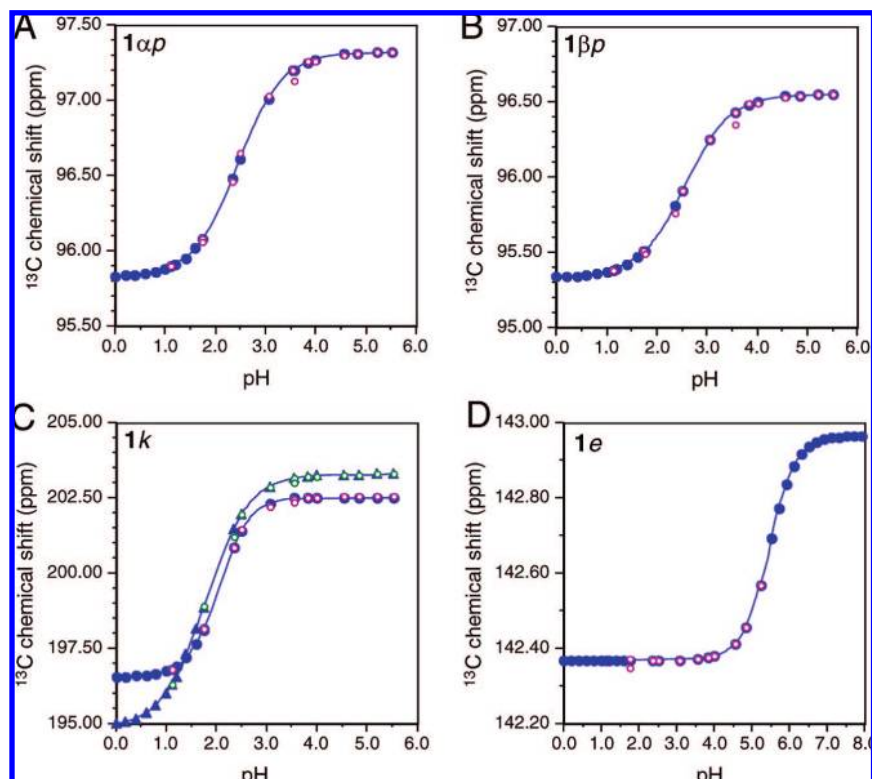 A
1αp
97.50
97.00
96.50
96.00
95.50
¹³C chemical shift (ppm)
0.0 1.0 2.0 3.0 4.0 5.0 6.0
pH
B
1βp
97.00
96.50
96.00
95.50
95.00
¹³C chemical shift (ppm)
0.0 1.0 2.0 3.0 4.0 5.0 6.0
pH
C
1k
205.00
202.50
200.00
197.50
195.00
¹³C chemical shift (ppm)
0.0 1.0 2.0 3.0 4.0 5.0 6.0
pH
D
1e
143.00
142.80
142.60
142.40
142.20
¹³C chemical shift (ppm)
0.0 1.0 2.0 3.0 4.0 5.0 6.0 7.0 8.0
pH